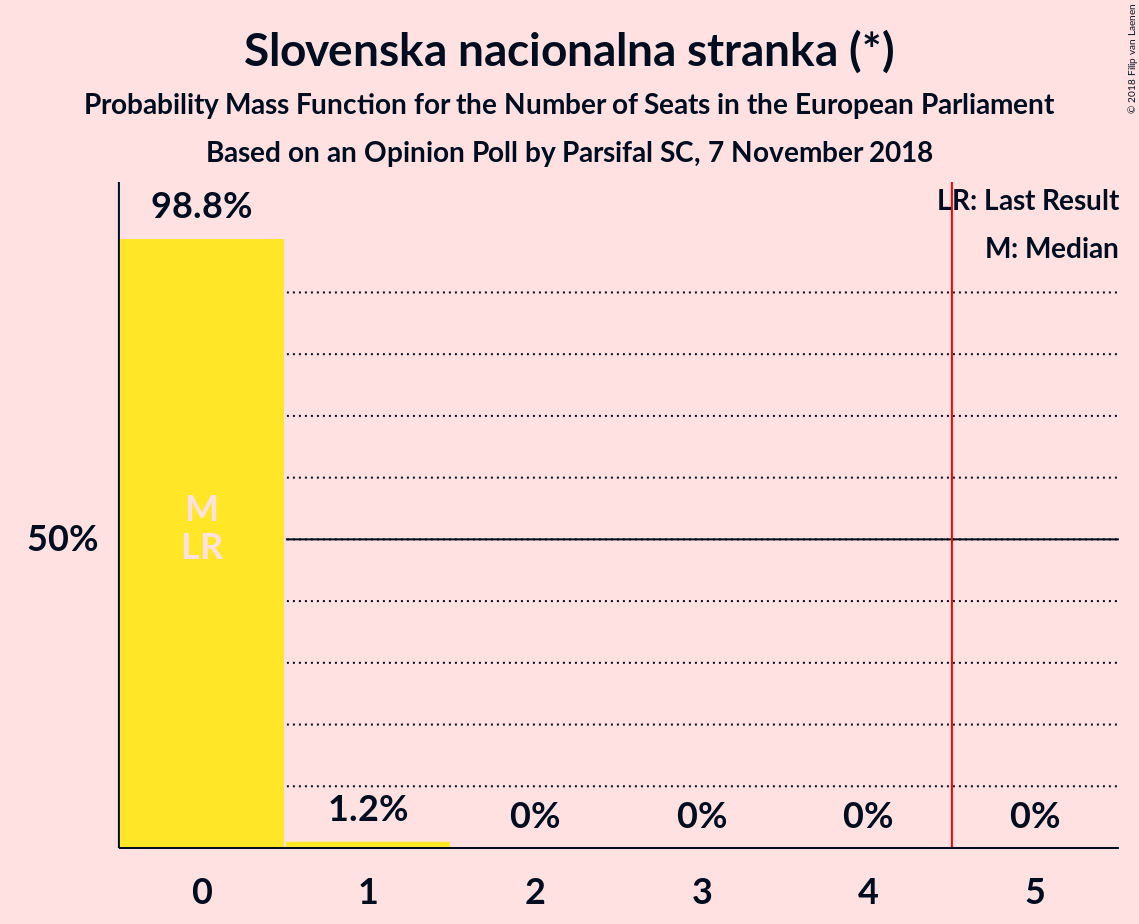 Slovenska nacionalna stranka (*)
Probability Mass Function for the Number of Seats in the European Parliament
Based on an Opinion Poll by Parsifal SC, 7 November 2018
© 2018 Filip van Laenen
LR: Last Result
M: Median
98.8%
M
LR
50%
1.2%
0%
0%
0%
0%
0
1
2
3
4
5